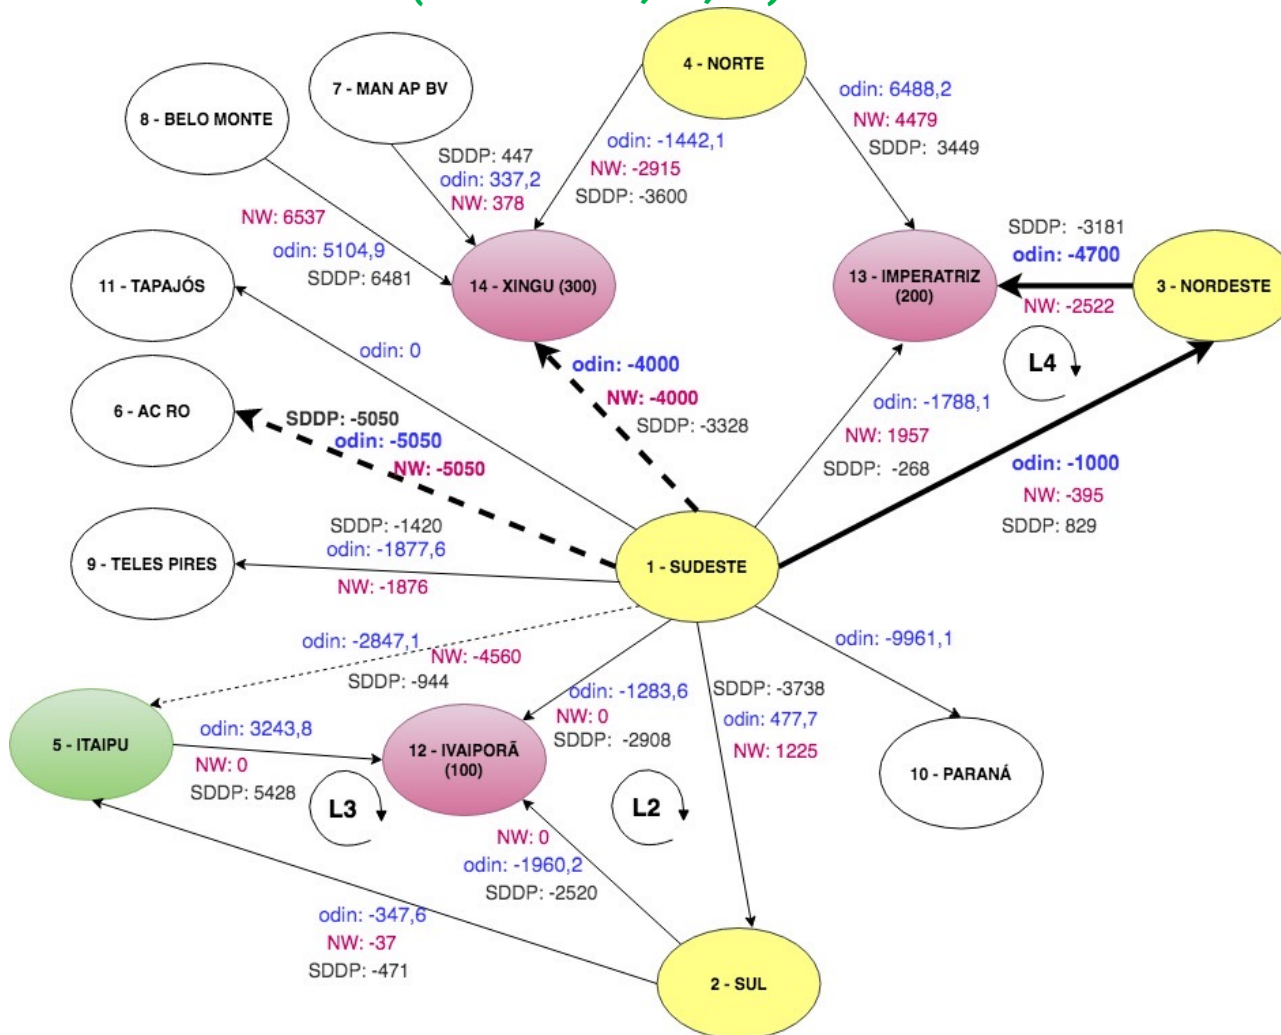 4 - NORTE
7 - MAN AP BV
8 - BELO MONTE
odin: 6488,2
NW: 4479
SDDP: 3449
odin: -1442,1
NW: -2915
SDDP: -3600
SDDP: 447
odin: 337,2
NW: 378
NW: 6537
odin: 5104,9
SDDP: 6481
SDDP: -3181
odin: -4700
NW: -2522
11 - TAPAJÓS
14 - XINGU (300)
13 - IMPERATRIZ
(200)
3 - NORDESTE
L4
odin: 0
odin: -4000
NW: -4000
SDDP: -3328
6 - AC RO
SDDP: -5050
odin: -5050
NW: -5050
odin: -1788,1
NW: 1957
SDDP: -268
odin: -1000
NW: -395
SDDP: 829
SDDP: -1420
odin: -1877,6
NW: -1876
9 - TELES PIRES
1 - SUDESTE
odin: -2847,1
NW: -4560
SDDP: -944
odin: -9961,1
odin: -1283,6
NW: 0
SDDP: -2908
SDDP: -3738
odin: 477,7
NW: 1225
5 - ITAIPU
odin: 3243,8
NW: 0
SDDP: 5428
12 - IVAIPORÃ
(100)
10 - PARANÁ
L3
L2
NW: 0
odin: -1960,2
SDDP: -2520
odin: -347,6
NW: -37
SDDP: -471
2 - SUL